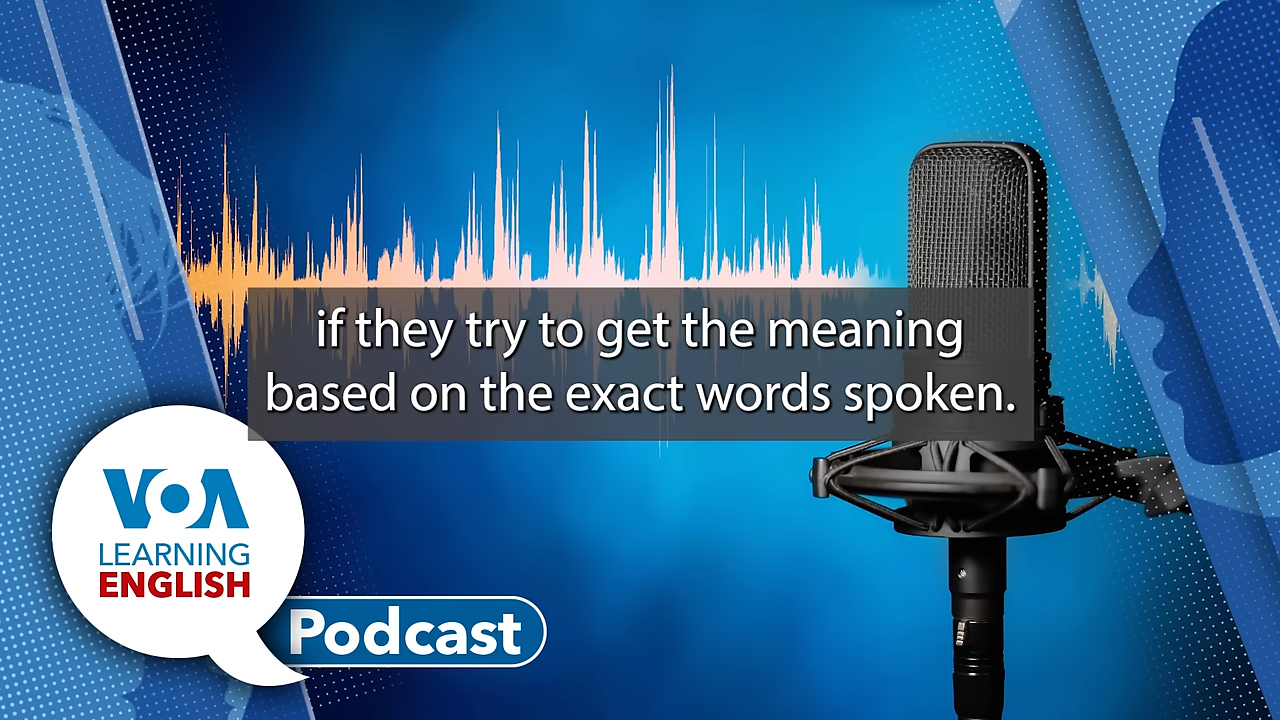 if they try to get the meaning
based on the exact words spoken.
VOA
LEARNING
ENGLISH
Podcast